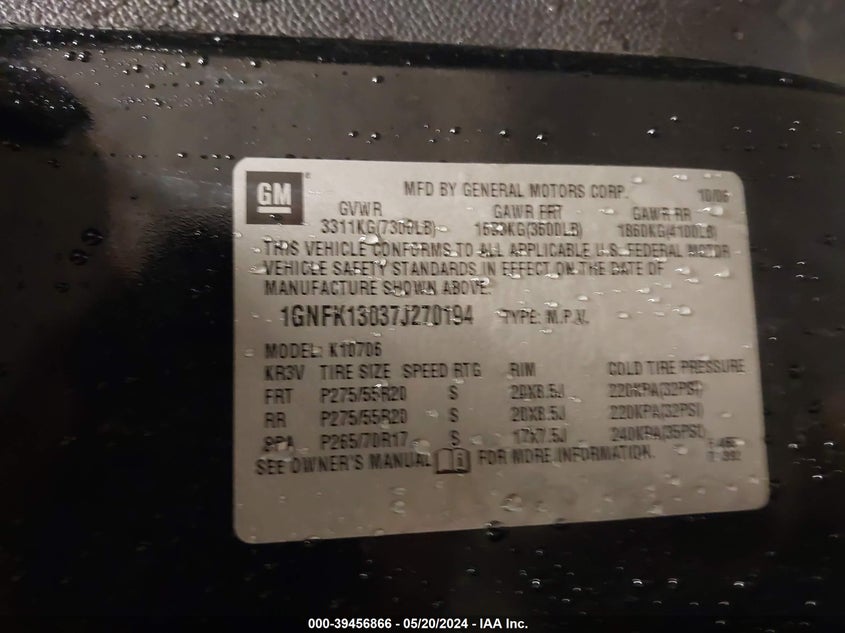 GM
MFD BY GENERAL MOTORS CORP. 10/06
GVWR GAWR FRT GAWR RR
3311KG(7300LB) 1633KG(3600LB) 1860KG(4100LB)
THIS VEHICLE CONFORMS TO ALL APPLICABLE U.S. FEDERAL MOTOR
VEHICLE SAFETY STANDARDS IN EFFECT ON THE DATE OF
MANUFACTURE SHOWN ABOVE.
1GNFK13037J270194 TYPE: M.P.V.
MODEL: K10706
KR3V TIRE SIZE SPEED RTG RIM COLD TIRE PRESSURE
FRT P275/55R20 S 20X8.5J 220KPA(32PSI)
RR P275/55R20 S 20X8.5J 220KPA(32PSI)
SPA P265/70R17 S 17X7.5J 240KPA(35PSI)
SEE OWNER'S MANUAL FOR MORE INFORMATION.
000-39456866 - 05/20/2024 - IAA Inc.